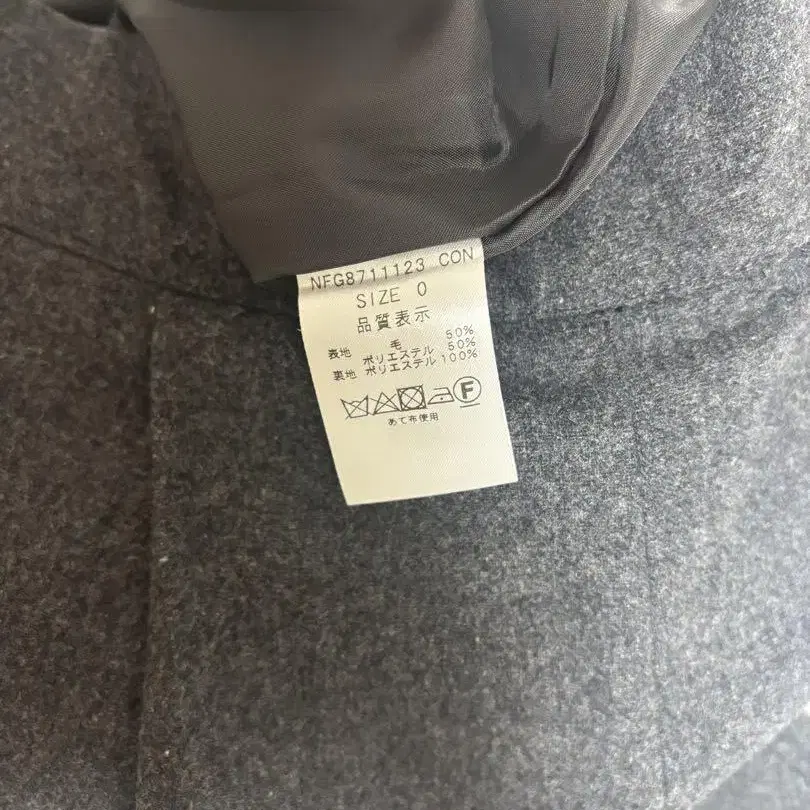 NFG8711123 CON
SIZE 0
品質表示
表地 毛 50%
ポリエステル 50%
裏地 ポリエステル 100%
F
あて布使用